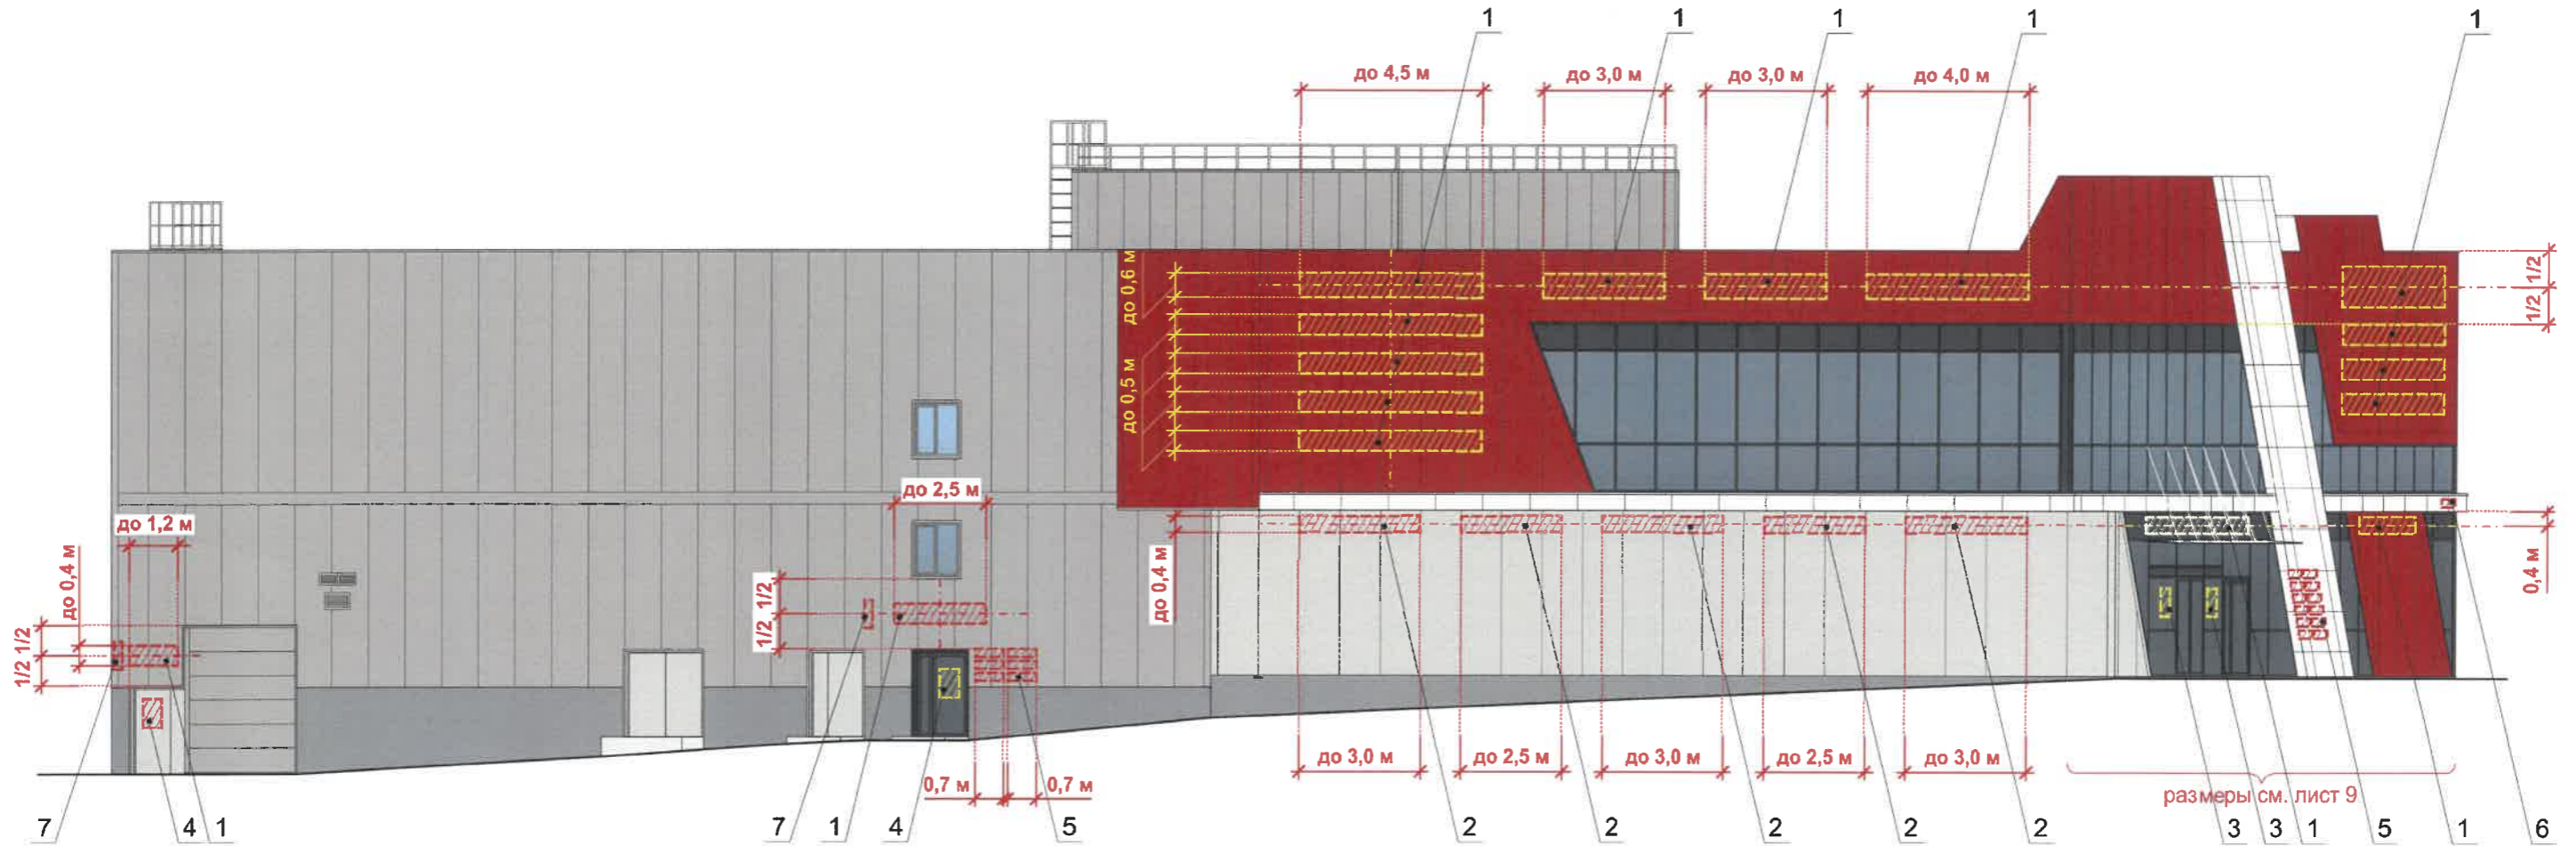 1 1 1 1 1
до 4,5 м до 3,0 м до 3,0 м до 4,0 м
до 0,6 м
1/2
1/2
до 0,5 м
до 2,5 м
до 1,2 м
до 0,4 м
1/2 1/2
1/2 1/2
до 0,4 м
0,4 м
до 3,0 м до 2,5 м до 3,0 м до 2,5 м до 3,0 м
0,7 м 0,7 м
размеры см. лист 9
7 4 1 7 1 4 5 2 2 2 2 2 3 3 1 5 1 6